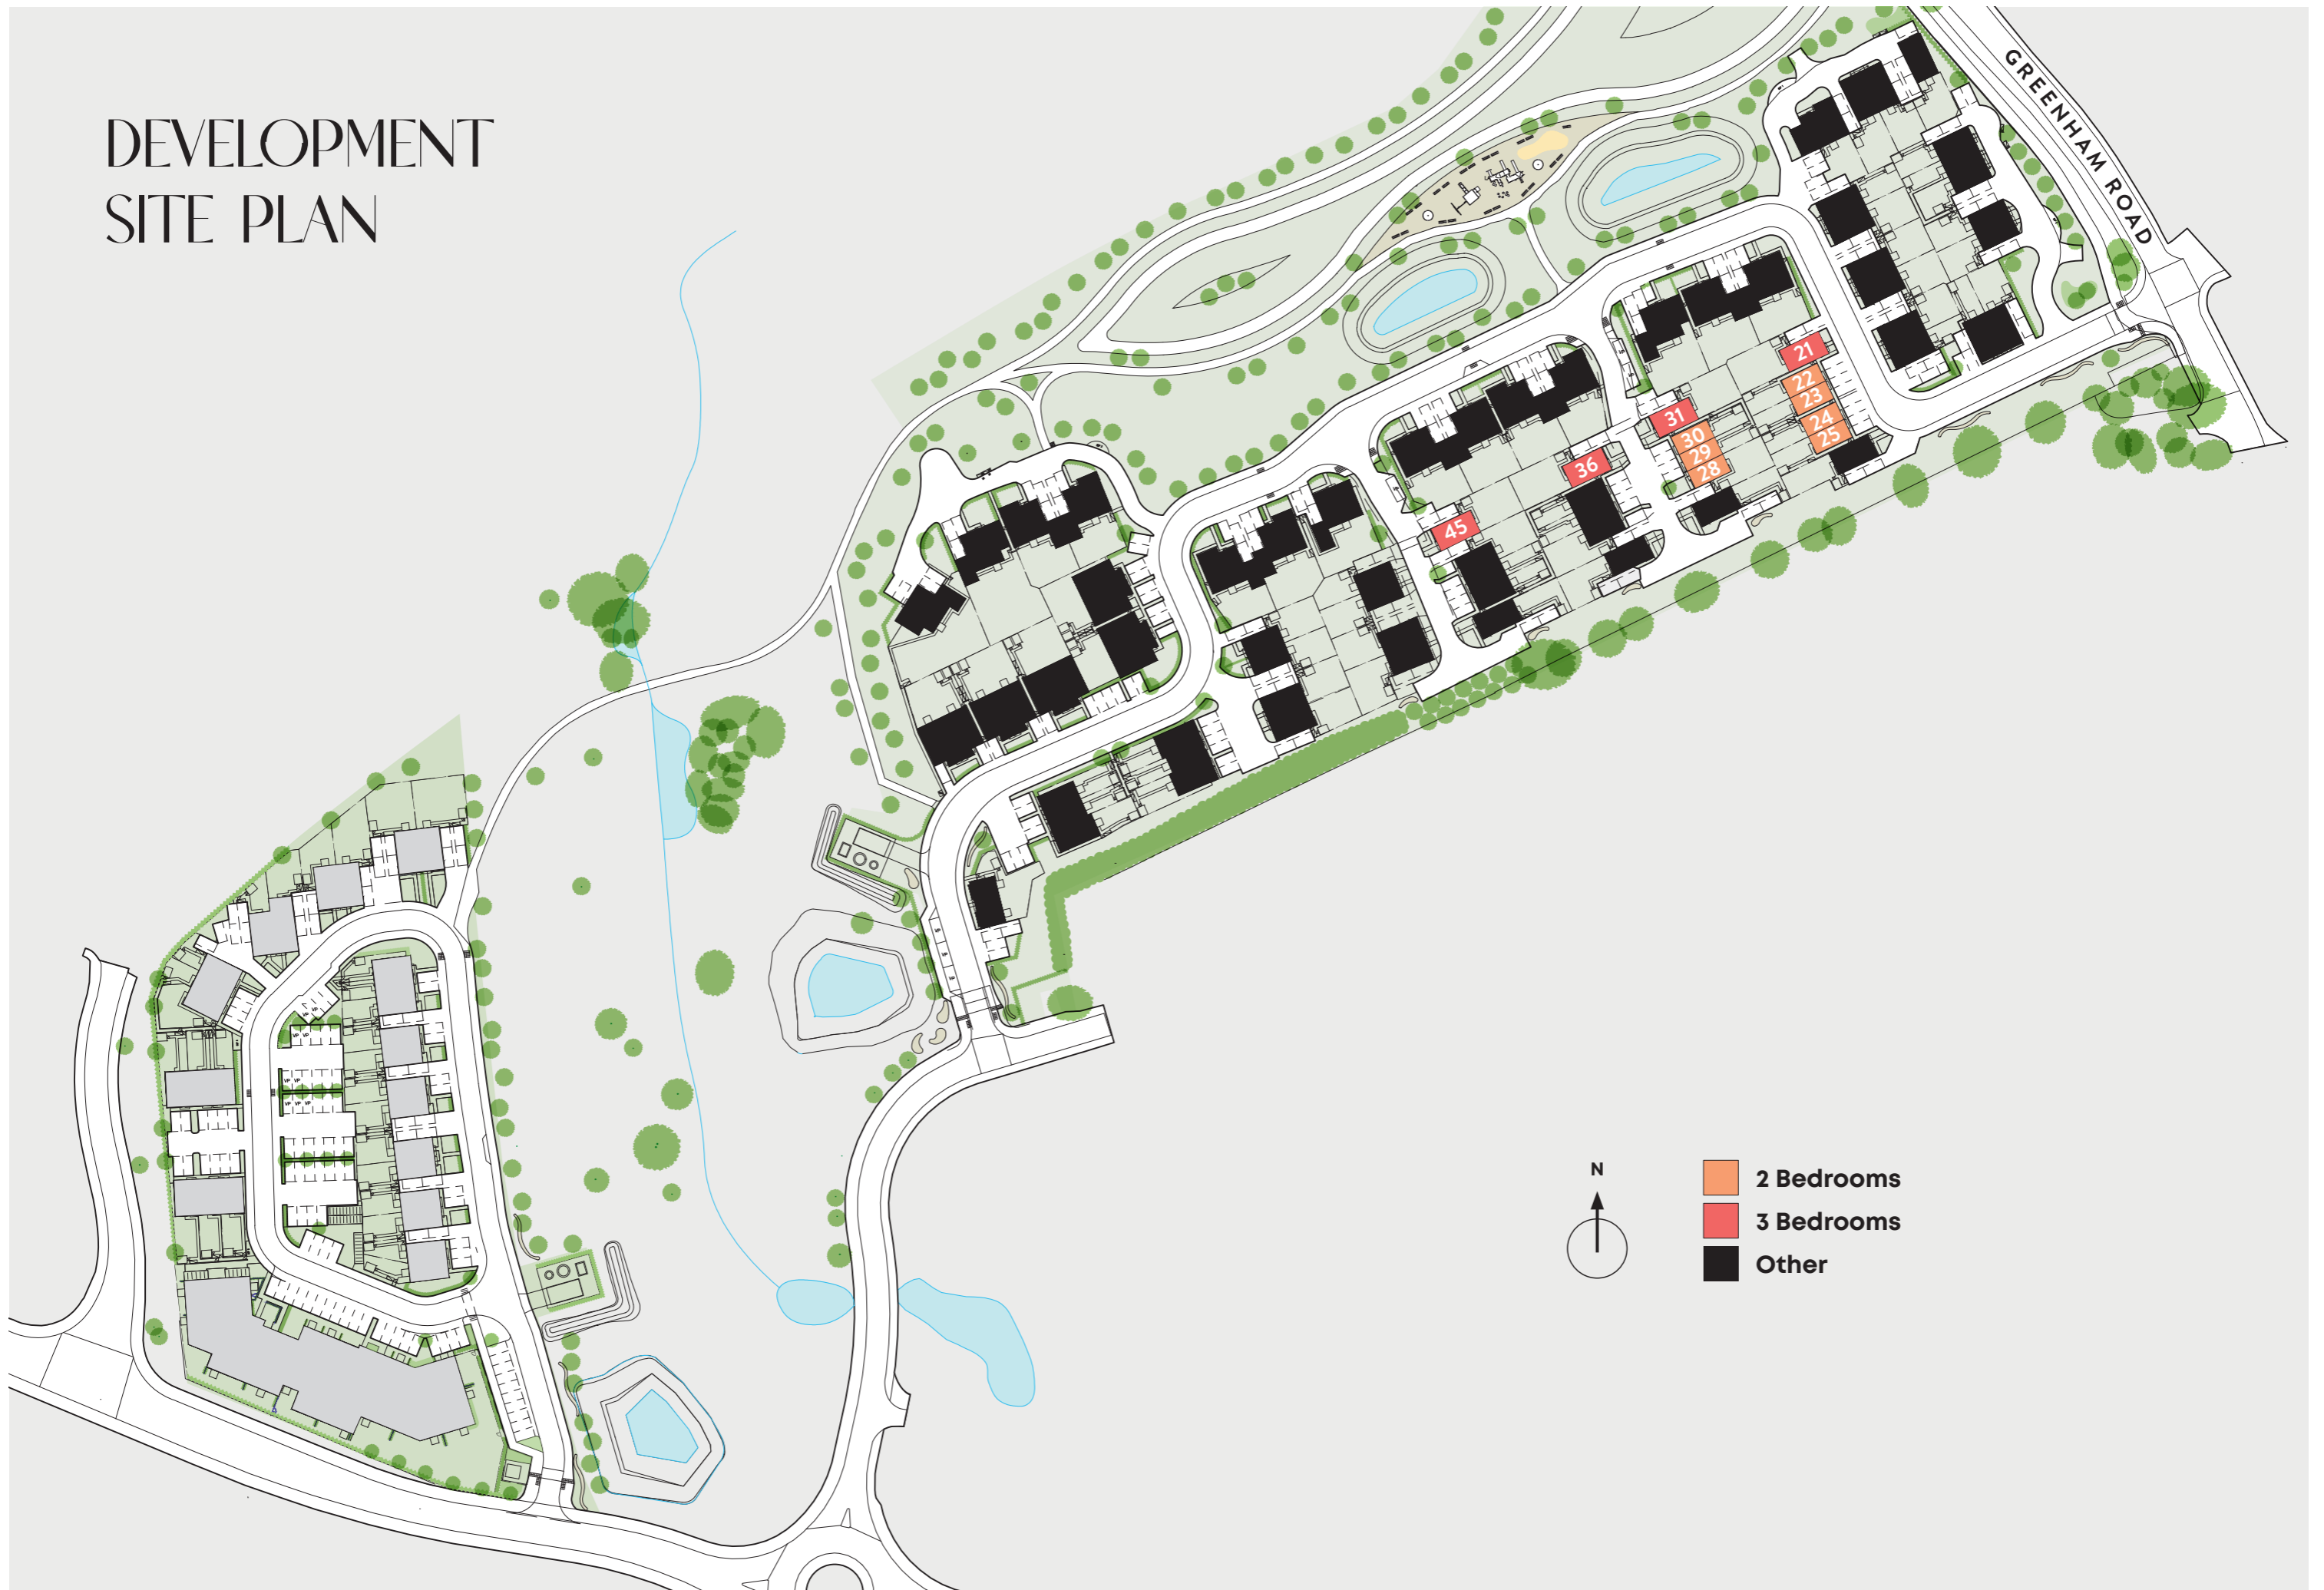 DEVELOPMENT
SITE PLAN
GREENHAM ROAD
21
22
23
24
25
31
30
29
28
36
45
N
2 Bedrooms
3 Bedrooms
Other